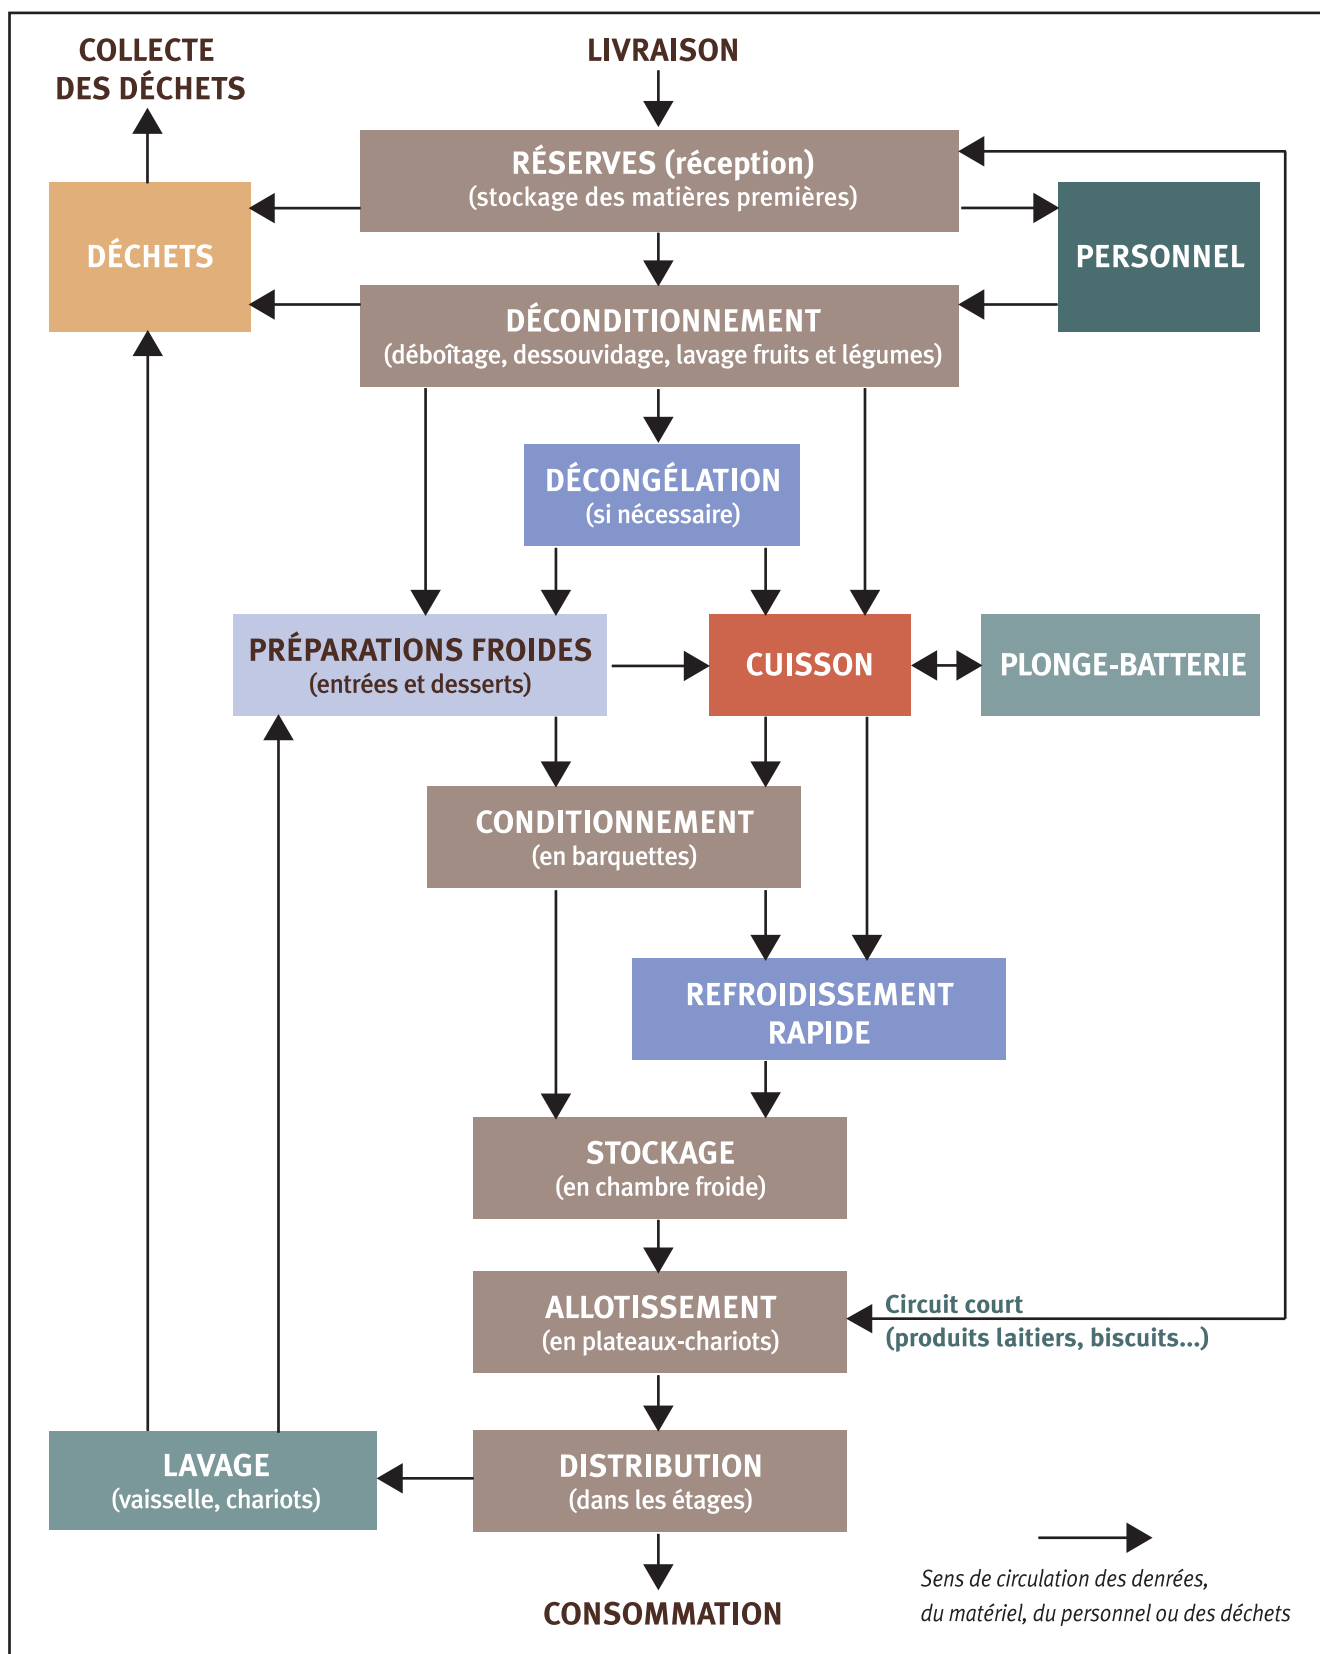 COLLECTE
DES DÉCHETS
LIVRAISON
RÉSERVES (réception)
(stockage des matières premières)
DÉCHETS
PERSONNEL
DÉCONDITIONNEMENT
(déboîtage, dessouvidage, lavage fruits et légumes)
DÉCONGÉLATION
(si nécessaire)
PRÉPARATIONS FROIDES
(entrées et desserts)
CUISSON
PLONGE-BATTERIE
CONDITIONNEMENT
(en barquettes)
REFROIDISSEMENT
RAPIDE
STOCKAGE
(en chambre froide)
ALLOTISSEMENT
(en plateaux-chariots)
Circuit court
(produits laitiers, biscuits...)
LAVAGE
(vaisselle, chariots)
DISTRIBUTION
(dans les étages)
CONSOMMATION
Sens de circulation des denrées,
du matériel, du personnel ou des déchets